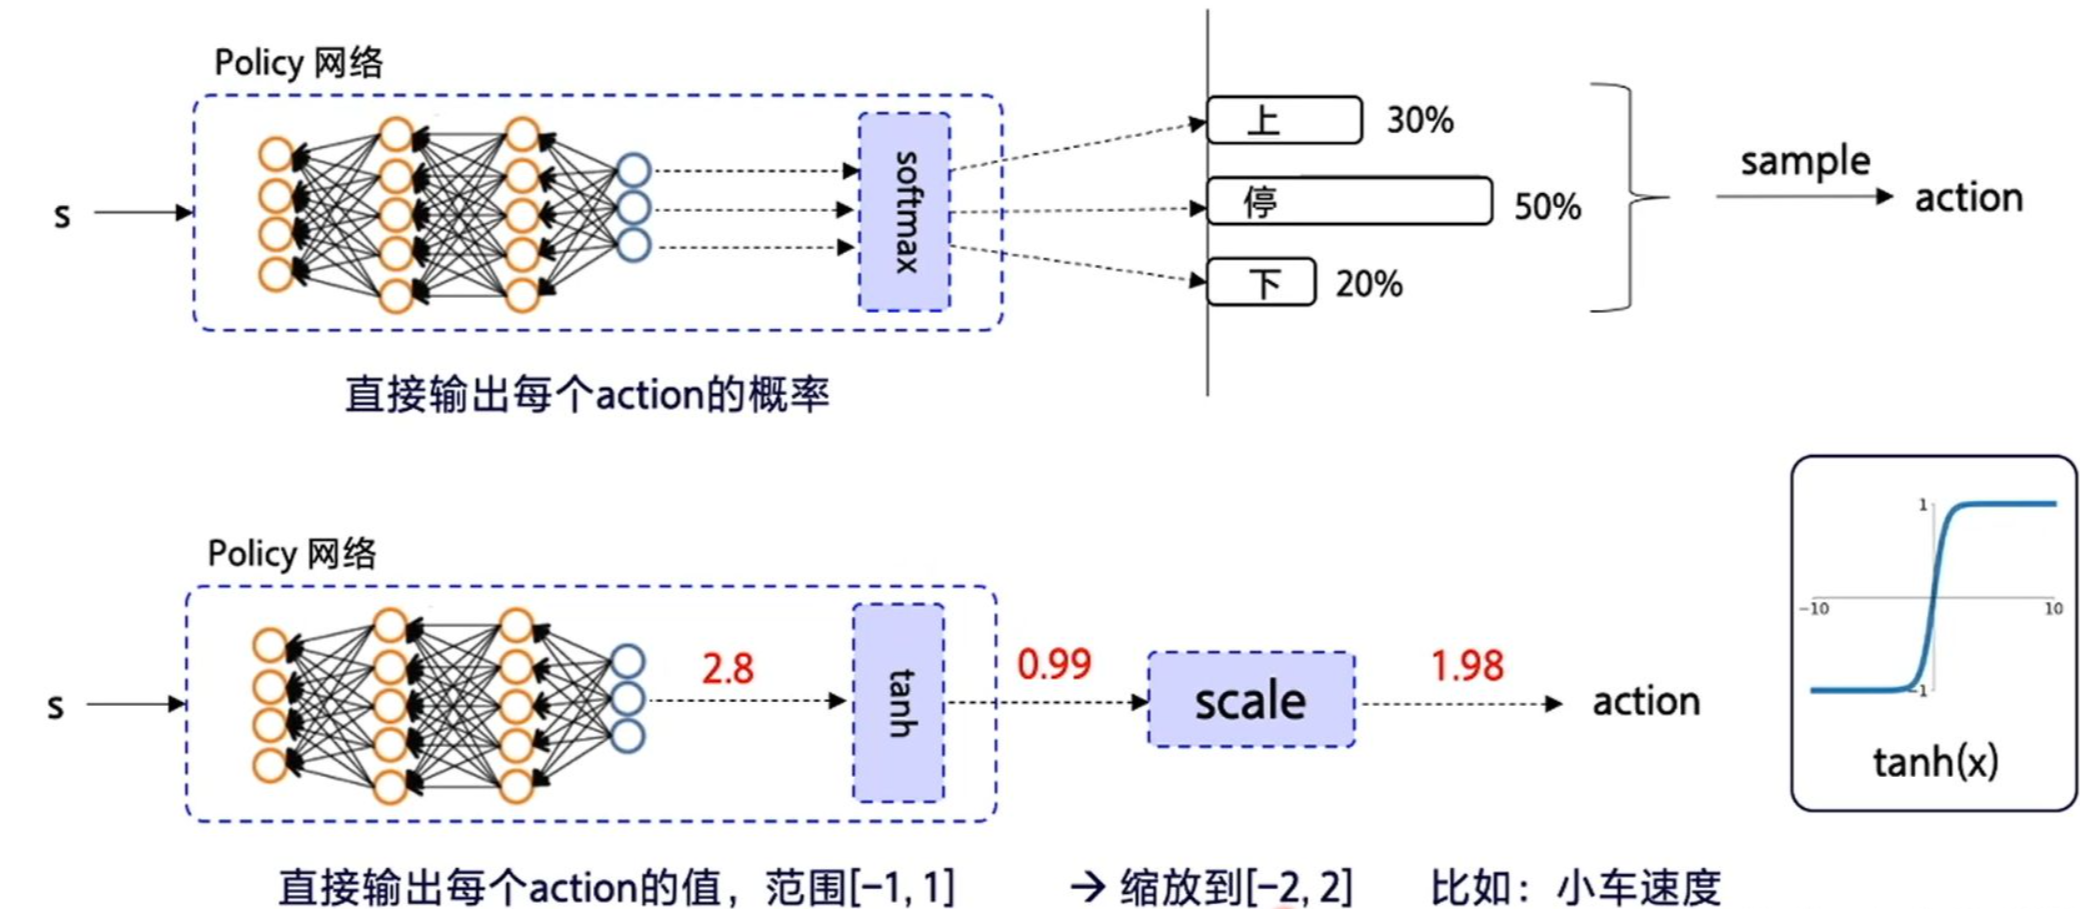 Policy 网络
s
softmax
上
30%
停
50%
下
20%
sample
action
直接输出每个action的概率
Policy 网络
s
2.8
tanh
0.99
scale
1.98
action
1
-10
10
-1
tanh(x)
直接输出每个action的值，范围[-1, 1]
→ 缩放到[-2, 2]
比如：小车速度